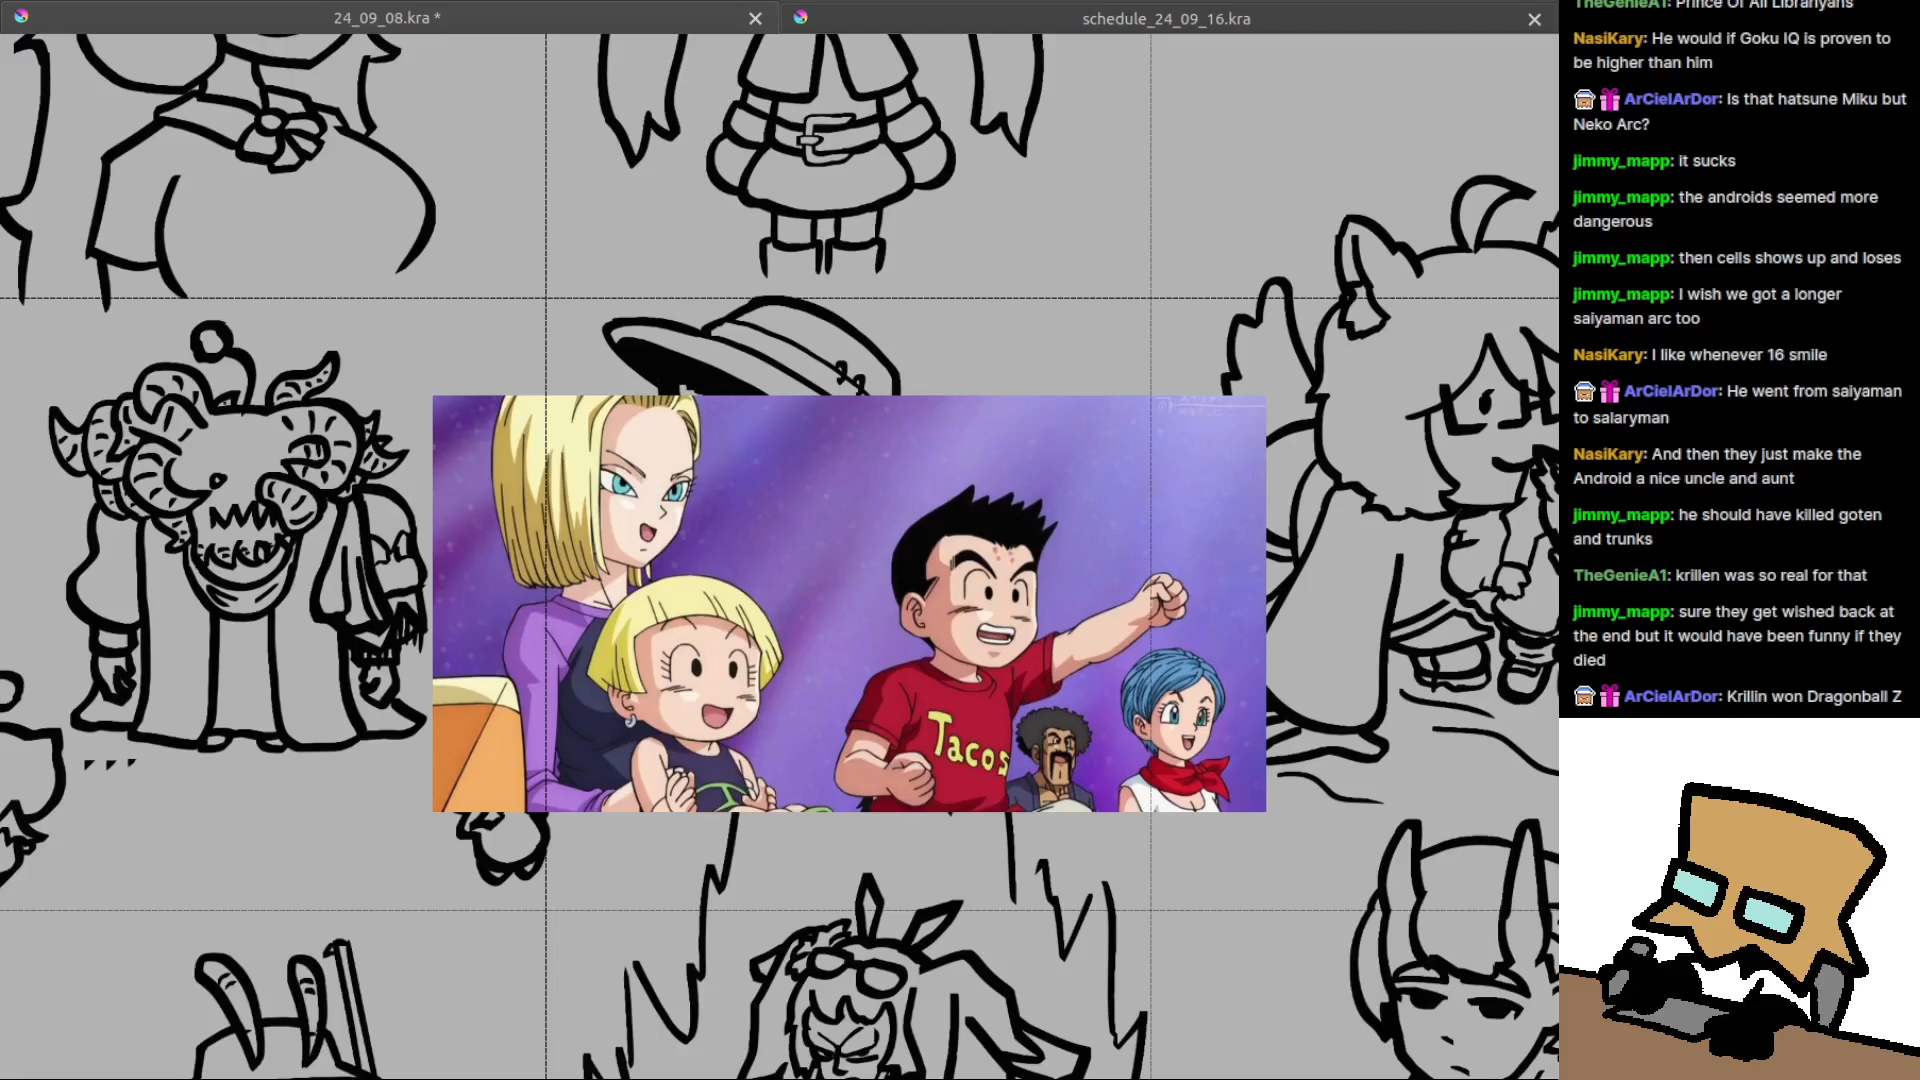 24_09_08.kra *
schedule_24_09_16.kra
TheGenieA1: Prince Of All Librariyans
NasiKary: He would if Goku IQ is proven to
be higher than him
ArCielArDor: Is that hatsune Miku but
Neko Arc?
jimmy_mapp: it sucks
jimmy_mapp: the androids seemed more
dangerous
jimmy_mapp: then cells shows up and loses
jimmy_mapp: I wish we got a longer
saiyaman arc too
NasiKary: I like whenever 16 smile
ArCielArDor: He went from saiyaman
to salaryman
NasiKary: And then they just make the
Android a nice uncle and aunt
jimmy_mapp: he should have killed goten
and trunks
TheGenieA1: krillen was so real for that
jimmy_mapp: sure they get wished back at
the end but it would have been funny if they
died
ArCielArDor: Krillin won Dragonball Z
Tacos